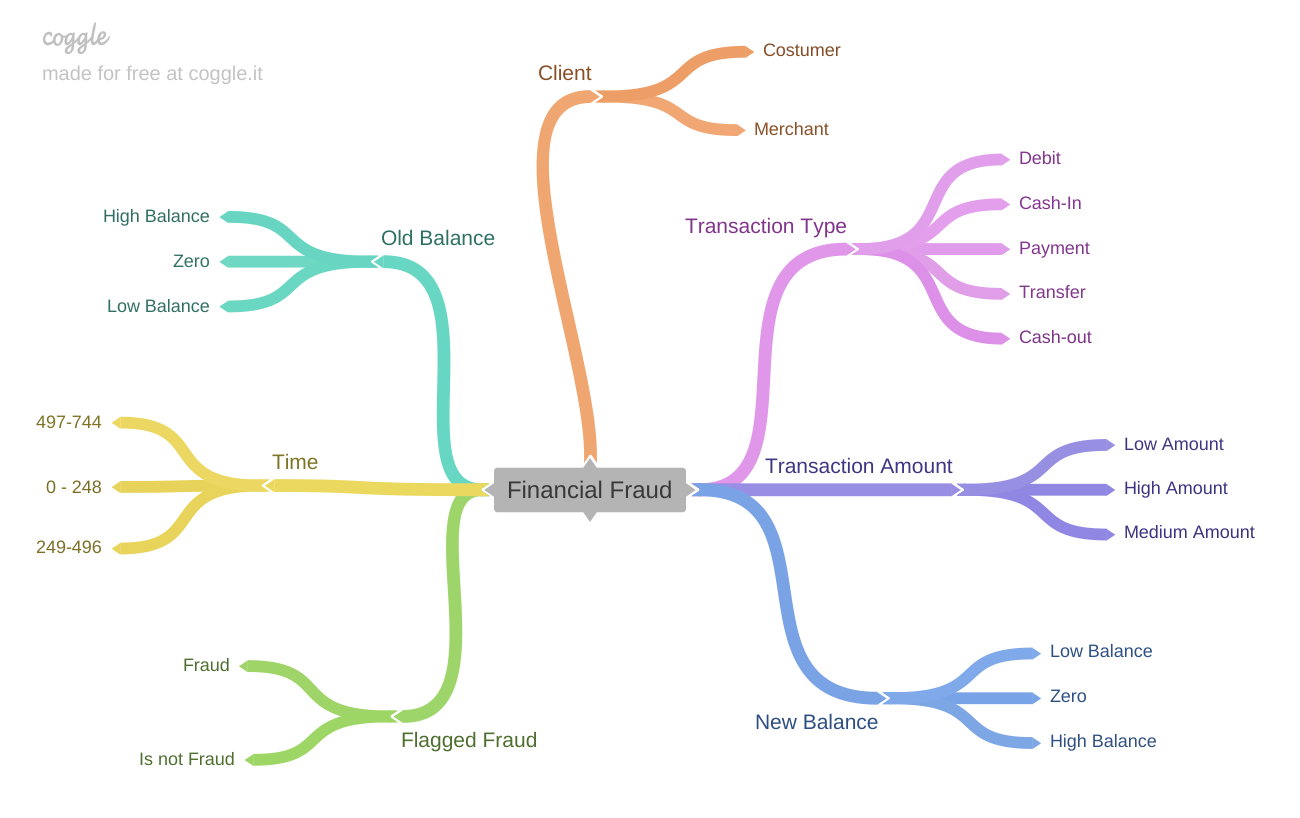 coggle
made for free at coggle.it
Client
Costumer
Merchant
Transaction Type
Debit
Cash-In
Payment
Transfer
Cash-out
Old Balance
High Balance
Zero
Low Balance
Time
497-744
0 - 248
249-496
Financial Fraud
Transaction Amount
Low Amount
High Amount
Medium Amount
Flagged Fraud
Fraud
Is not Fraud
New Balance
Low Balance
Zero
High Balance